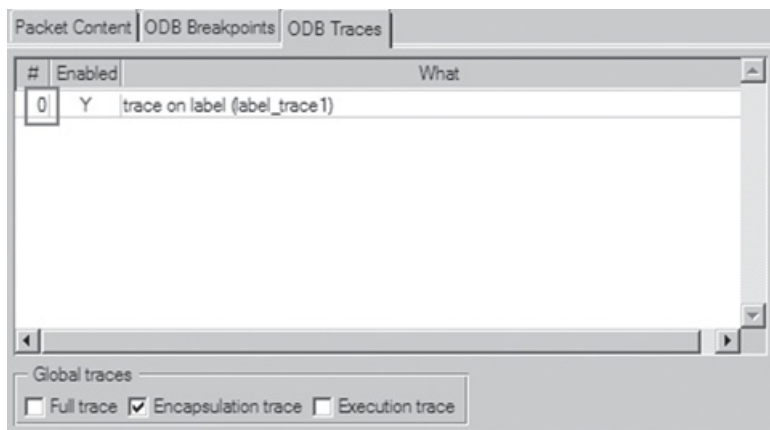 Packet Content ODB Breakpoints ODB Traces
# Enabled What
0 Y trace on label (label_trace1)
Global traces
Full trace Encapsulation trace Execution trace